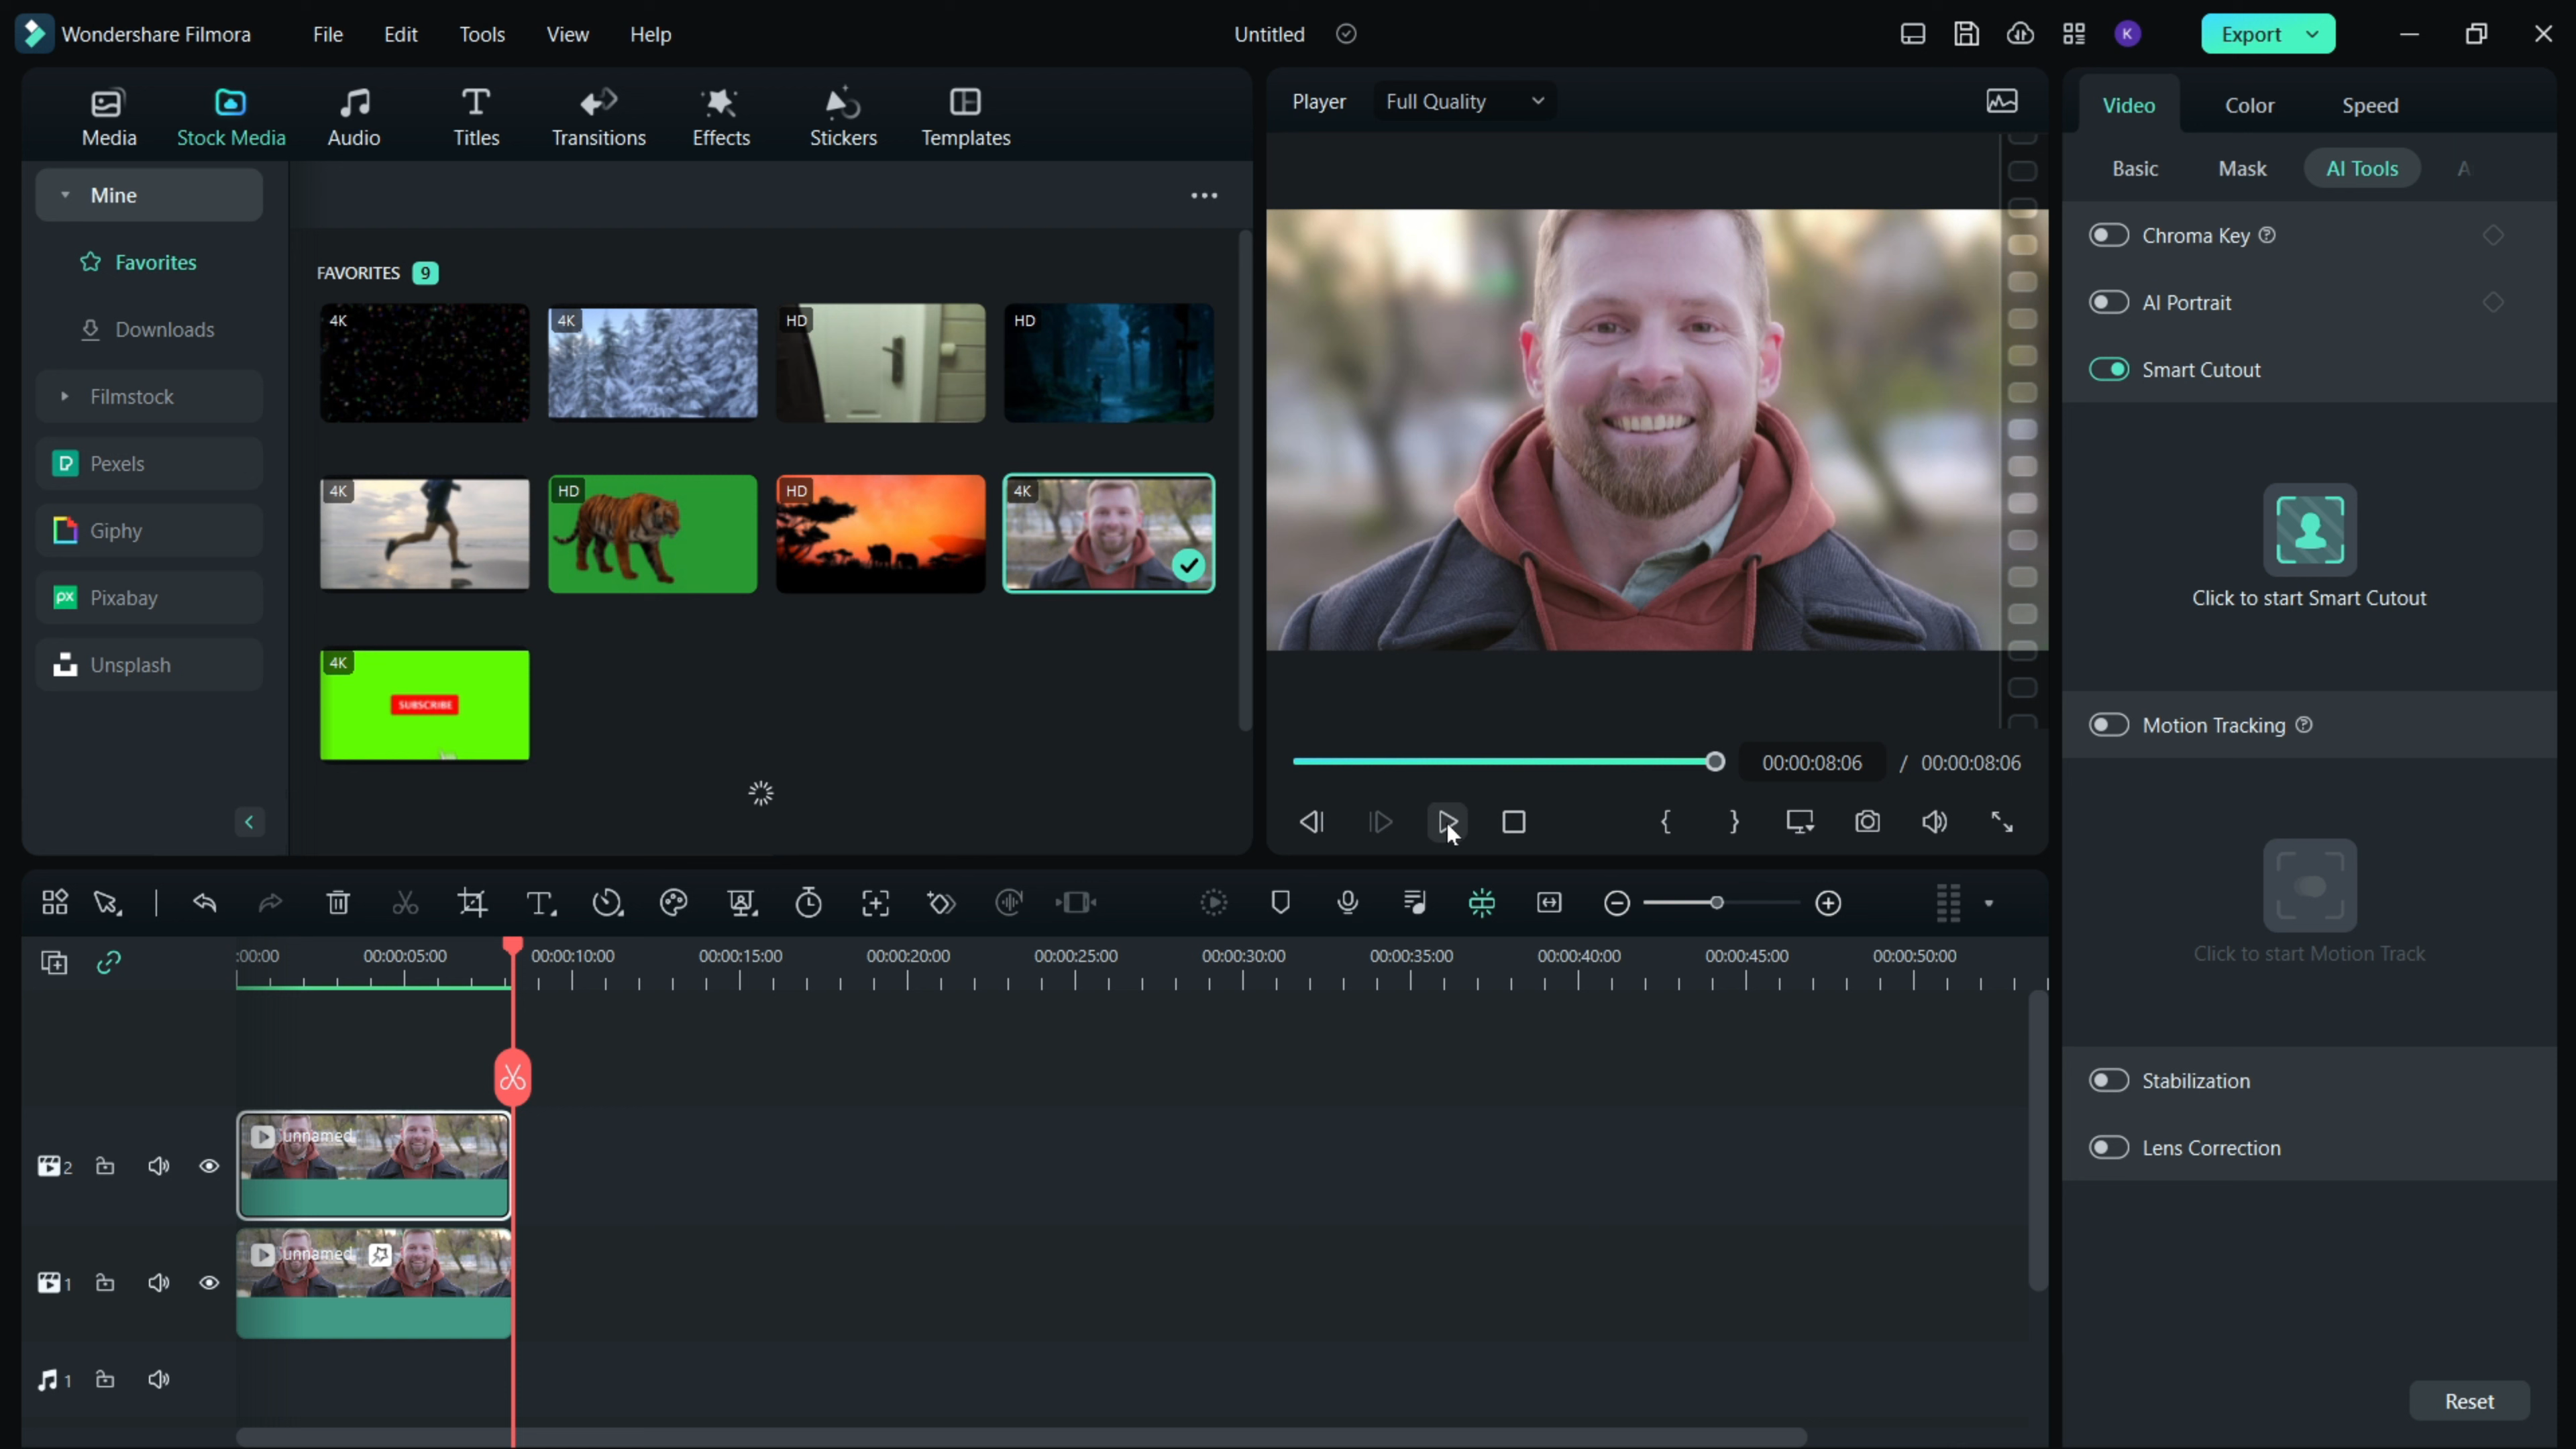 Wondershare Filmora File Edit Tools View Help Untitled K Export
Media Stock Media Audio Titles Transitions Effects Stickers Templates
Player Full Quality
Video Color Speed
Basic Mask AI Tools A
Mine
Favorites
Downloads
Filmstock
Pexels
Giphy
Pixabay
Unsplash
FAVORITES 9
4K 4K HD HD
4K HD HD 4K
4K
SUBSCRIBE
00:00:08:06 / 00:00:08:06
Chroma Key
AI Portrait
Smart Cutout
Click to start Smart Cutout
Motion Tracking
Click to start Motion Track
Stabilization
Lens Correction
Reset
:00:00 00:00:05:00 00:00:10:00 00:00:15:00 00:00:20:00 00:00:25:00 00:00:30:00 00:00:35:00 00:00:40:00 00:00:45:00 00:00:50:00
2 unnamed
1 unnamed
1